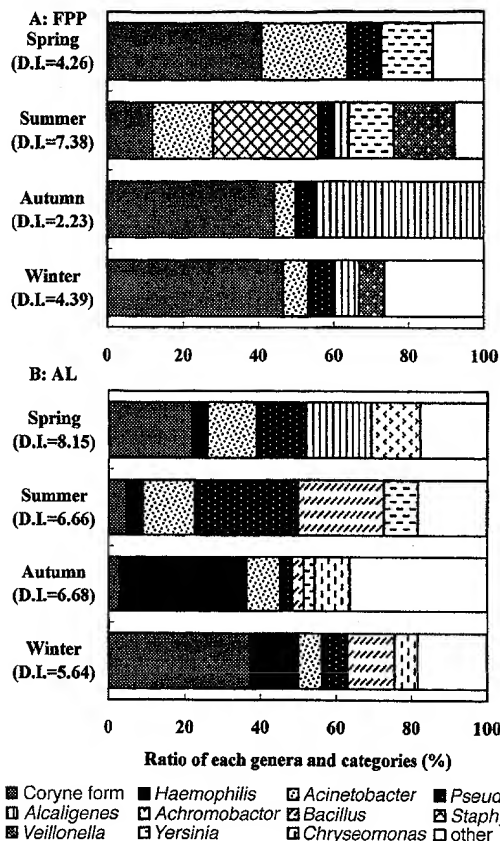 A: FPP
Spring
(D.I.=4.26)
Summer
(D.I.=7.38)
Autumn
(D.I.=2.23)
Winter
(D.I.=4.39)
0 20 40 60 80 100
B: AL
Spring
(D.I.=8.15)
Summer
(D.I.=6.66)
Autumn
(D.I.=6.68)
Winter
(D.I.=5.64)
0 20 40 60 80 100
Ratio of each genera and categories (%)
Coryne form Haemophilis Acinetobacter Pseud
Alcaligenes Achromobactor Bacillus Staphy
Veillonella Yersinia Chryseomonas other